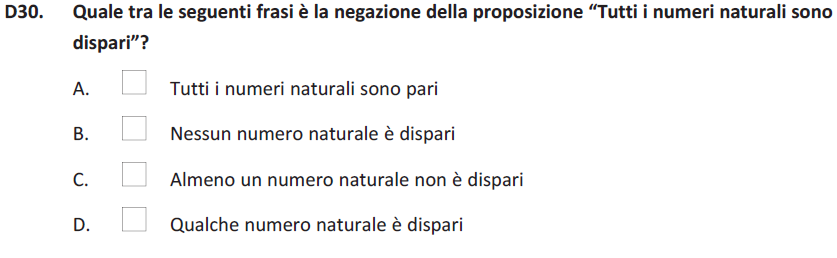 D30. Quale tra le seguenti frasi è la negazione della proposizione “Tutti i numeri naturali sono
dispari”?
A. Tutti i numeri naturali sono pari
B. Nessun numero naturale è dispari
C. Almeno un numero naturale non è dispari
D. Qualche numero naturale è dispari